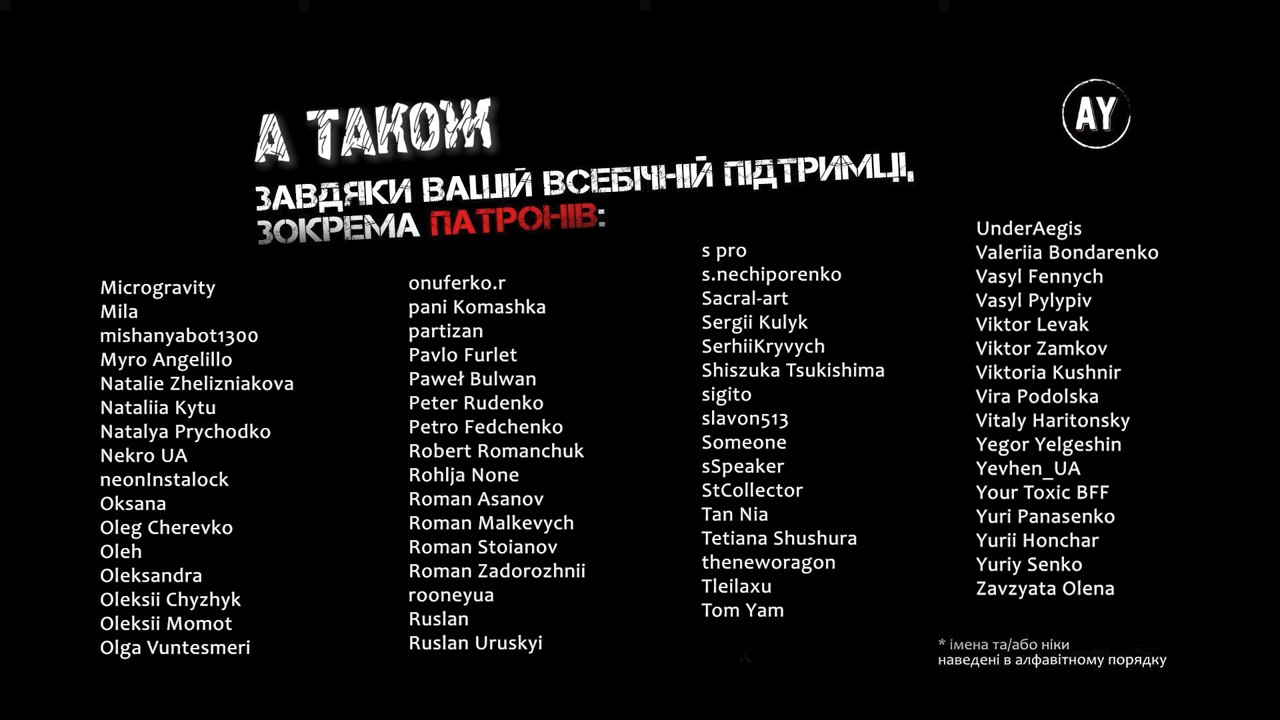 А ТАКОЖ
ЗАВДЯКИ ВАШІЙ ВСЕБІЧНІЙ ПІДТРИМЦІ,
ЗОКРЕМА ПАТРОНІВ:
AY
Microgravity
Mila
mishanyabot1300
Myro Angelillo
Natalie Zhelizniakova
Nataliia Kytu
Natalya Prychodko
Nekro UA
neonInstalock
Oksana
Oleg Cherevko
Oleh
Oleksandra
Oleksii Chyzhyk
Oleksii Momot
Olga Vuntesmeri
onuferko.r
pani Komashka
partizan
Pavlo Furlet
Paweł Bulwan
Peter Rudenko
Petro Fedchenko
Robert Romanchuk
Rohlja None
Roman Asanov
Roman Malkevych
Roman Stoianov
Roman Zadorozhnii
rooneyua
Ruslan
Ruslan Uruskyi
s pro
s.nechiporenko
Sacral-art
Sergii Kulyk
SerhiiKryvych
Shiszuka Tsukishima
sigito
slavon513
Someone
sSpeaker
StCollector
Tan Nia
Tetiana Shushura
theneworagon
Tleilaxu
Tom Yam
UnderAegis
Valeriia Bondarenko
Vasyl Fennych
Vasyl Pylypiv
Viktor Levak
Viktor Zamkov
Viktoria Kushnir
Vira Podolska
Vitaly Haritonsky
Yegor Yelgeshin
Yevhen_UA
Your Toxic BFF
Yuri Panasenko
Yurii Honchar
Yuriy Senko
Zavzyata Olena
* імена та/або ніки
наведені в алфавітному порядку